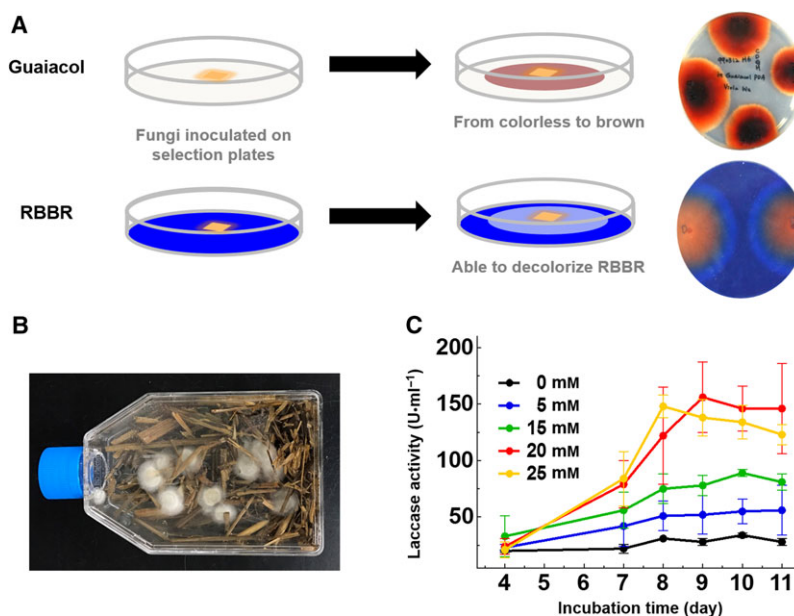 A
Guaiacol
Fungi inoculated on
selection plates
From colorless to brown
RBBR
Able to decolorize RBBR
B
C
Laccase activity (U·ml⁻¹)
200
150
100
50
0 mM
5 mM
15 mM
20 mM
25 mM
4 5 6 7 8 9 10 11
Incubation time (day)